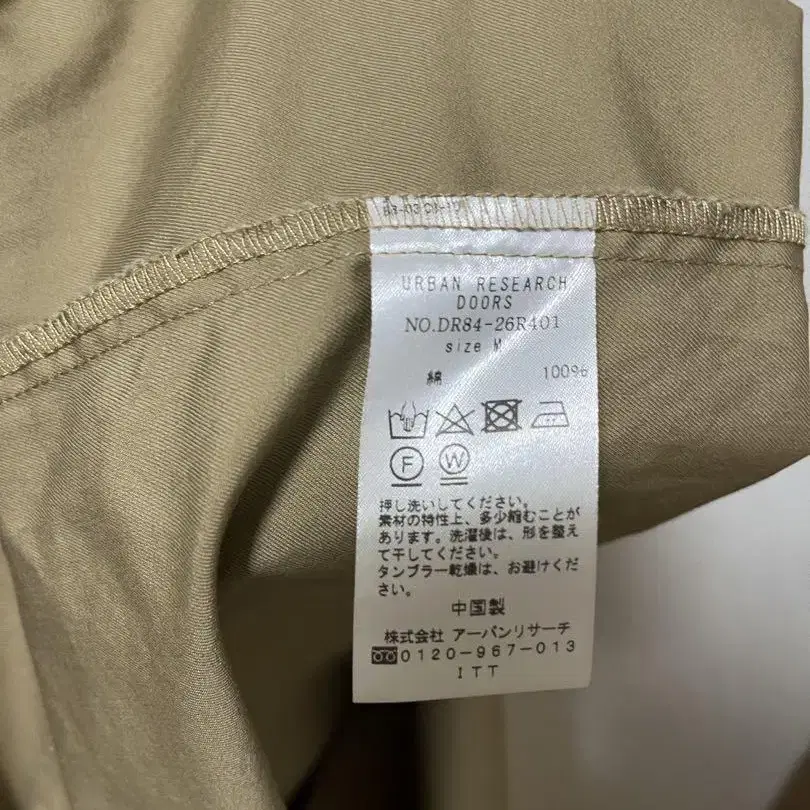 URBAN RESEARCH
DOORS
NO.DR84-26R401
size M
綿 100%
F W
押し洗いしてください。
素材の特性上、多少縮むことが
あります。洗濯後は、形を整え
て干してください。
タンブラー乾燥は、お避けくだ
さい。
中国製
株式会社 アーバンリサーチ
0120-967-013
ITT